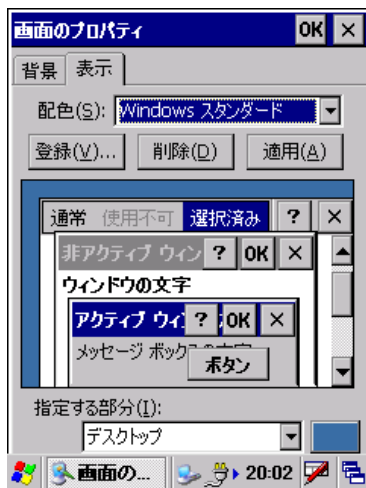 画面のプロパティ OK ×
背景 表示
配色(S): Windows スタンダード
登録(V)... 削除(D) 適用(A)
通常 使用不可 選択済み ? ×
非アクティブ ウィン ? OK ×
ウィンドウの文字
アクティブ ウィ ? OK ×
メッセージ ボックスの文字
ボタン
指定する部分(I):
デスクトップ
画面の... 20:02